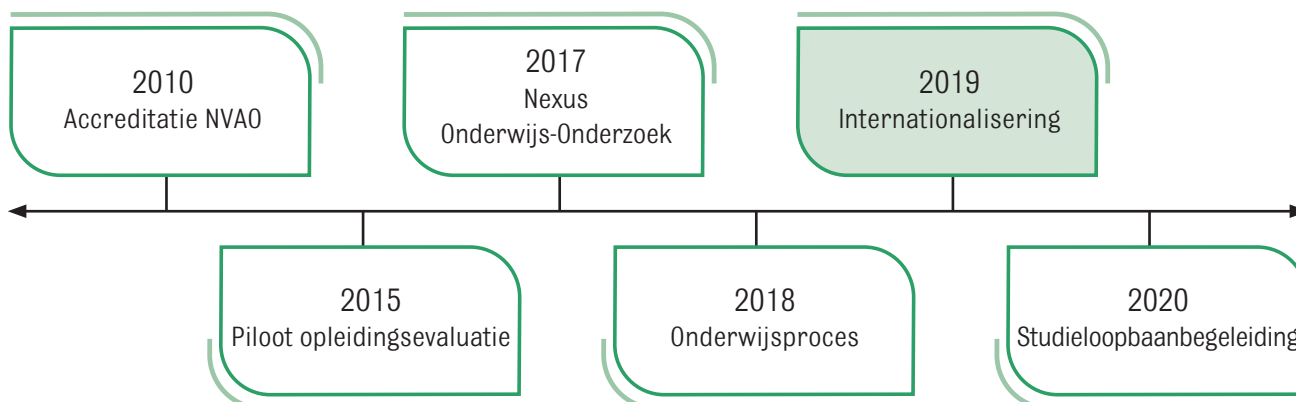 2010
Accreditatie NVAO
2017
Nexus
Onderwijs-Onderzoek
2019
Internationalisering
2015
Piloot opleidingsevaluatie
2018
Onderwijsproces
2020
Studieloopbaanbegeleiding